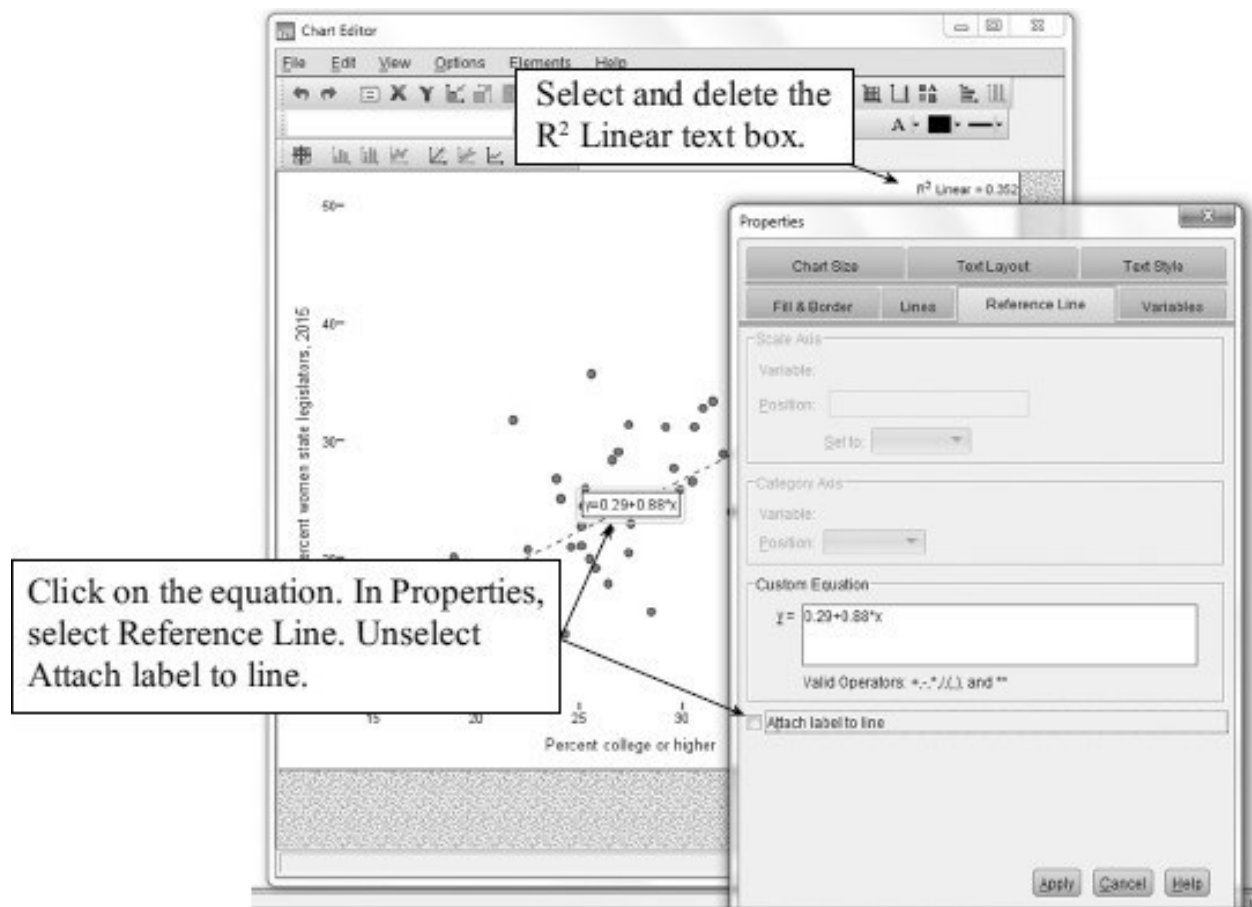 Chart Editor
File Edit View Options Elements Help
Select and delete the
R² Linear text box.
R² Linear = 0.352
50
40
30
percent women state legislators, 2015
y=0.29+0.88*x
15 20 25 30
Percent college or higher
Click on the equation. In Properties,
select Reference Line. Unselect
Attach label to line.
Properties
Chart Size Text Layout Text Style
Fill & Border Lines Reference Line Variables
Scale Axis
Variable:
Position:
Set to:
Category Axis
Variable:
Position:
Custom Equation
y= 0.29+0.88*x
Valid Operators: +,-,*,/,(,), and **
Attach label to line
Apply Cancel Help